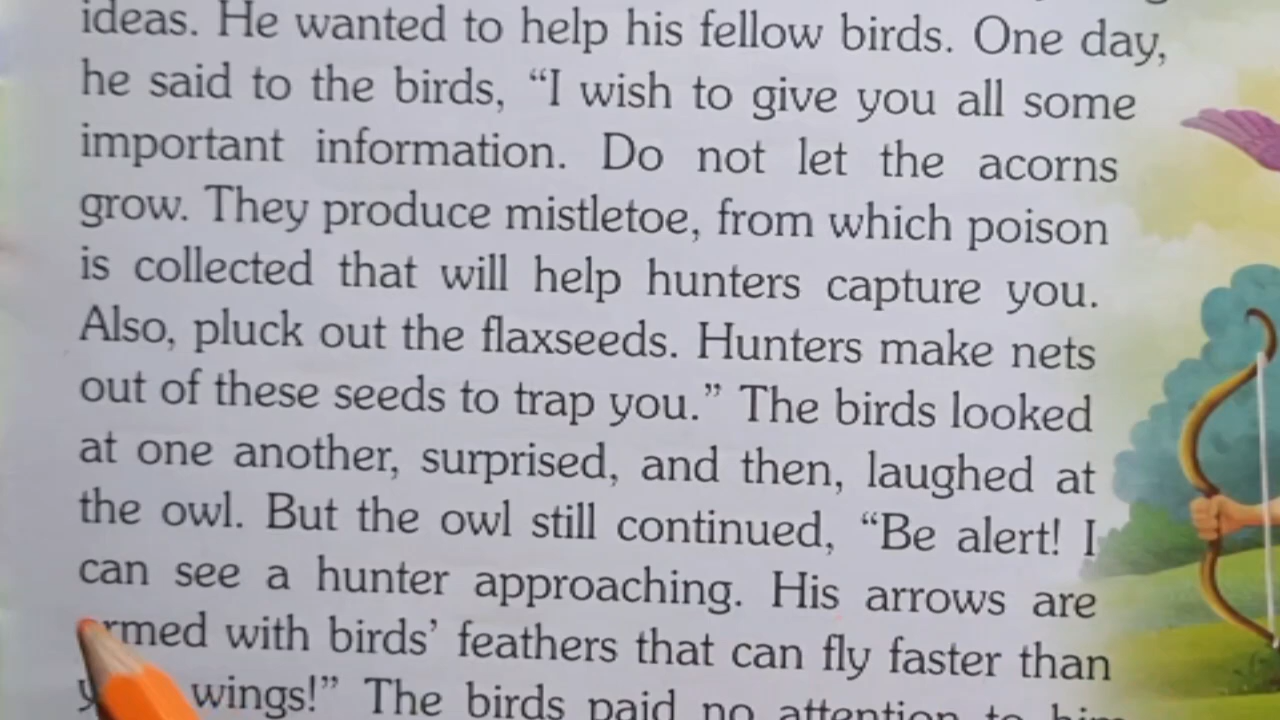 ideas. He wanted to help his fellow birds. One day,
he said to the birds, “I wish to give you all some
important information. Do not let the acorns
grow. They produce mistletoe, from which poison
is collected that will help hunters capture you.
Also, pluck out the flaxseeds. Hunters make nets
out of these seeds to trap you.” The birds looked
at one another, surprised, and then, laughed at
the owl. But the owl still continued, “Be alert! I
can see a hunter approaching. His arrows are
armed with birds’ feathers that can fly faster than
wings!” The birds paid no attention to him